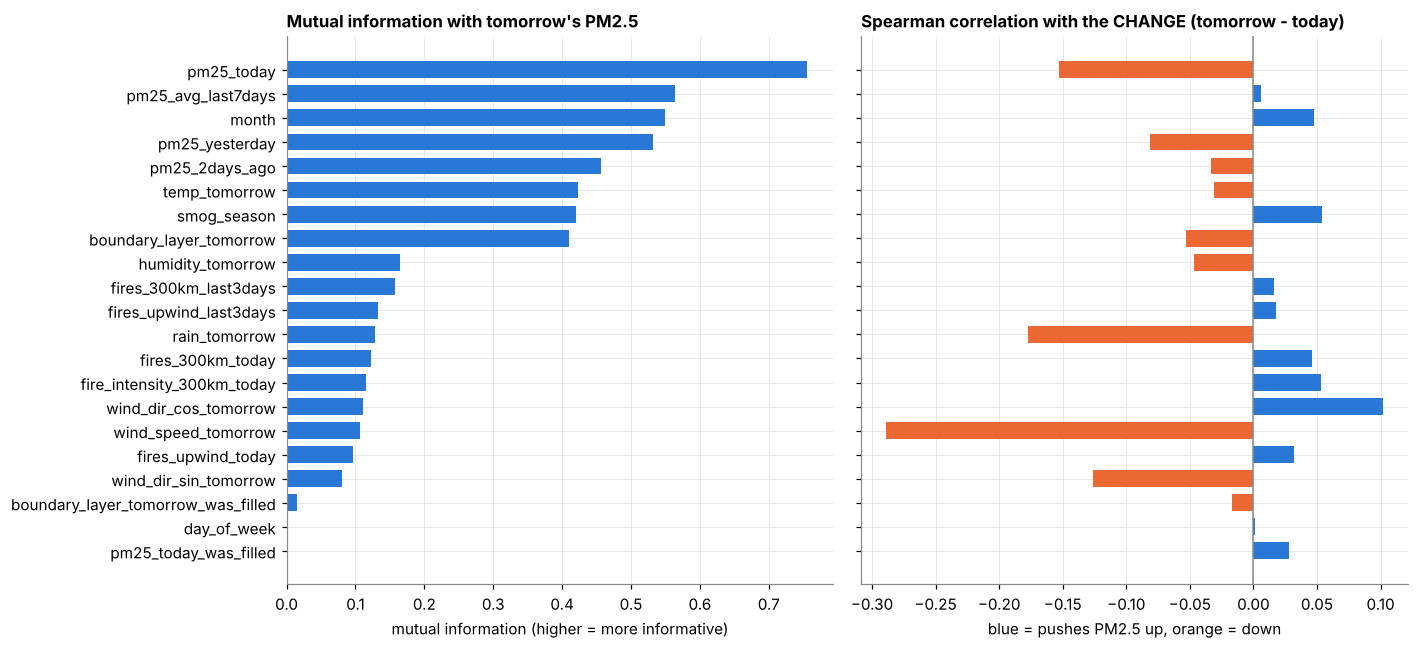 Mutual information with tomorrow's PM2.5
Spearman correlation with the CHANGE (tomorrow - today)
pm25_today
pm25_avg_last7days
month
pm25_yesterday
pm25_2days_ago
temp_tomorrow
smog_season
boundary_layer_tomorrow
humidity_tomorrow
fires_300km_last3days
fires_upwind_last3days
rain_tomorrow
fires_300km_today
fire_intensity_300km_today
wind_dir_cos_tomorrow
wind_speed_tomorrow
fires_upwind_today
wind_dir_sin_tomorrow
boundary_layer_tomorrow_was_filled
day_of_week
pm25_today_was_filled
0.0 0.1 0.2 0.3 0.4 0.5 0.6 0.7
−0.30 −0.25 −0.20 −0.15 −0.10 −0.05 0.00 0.05 0.10
mutual information (higher = more informative)
blue = pushes PM2.5 up, orange = down